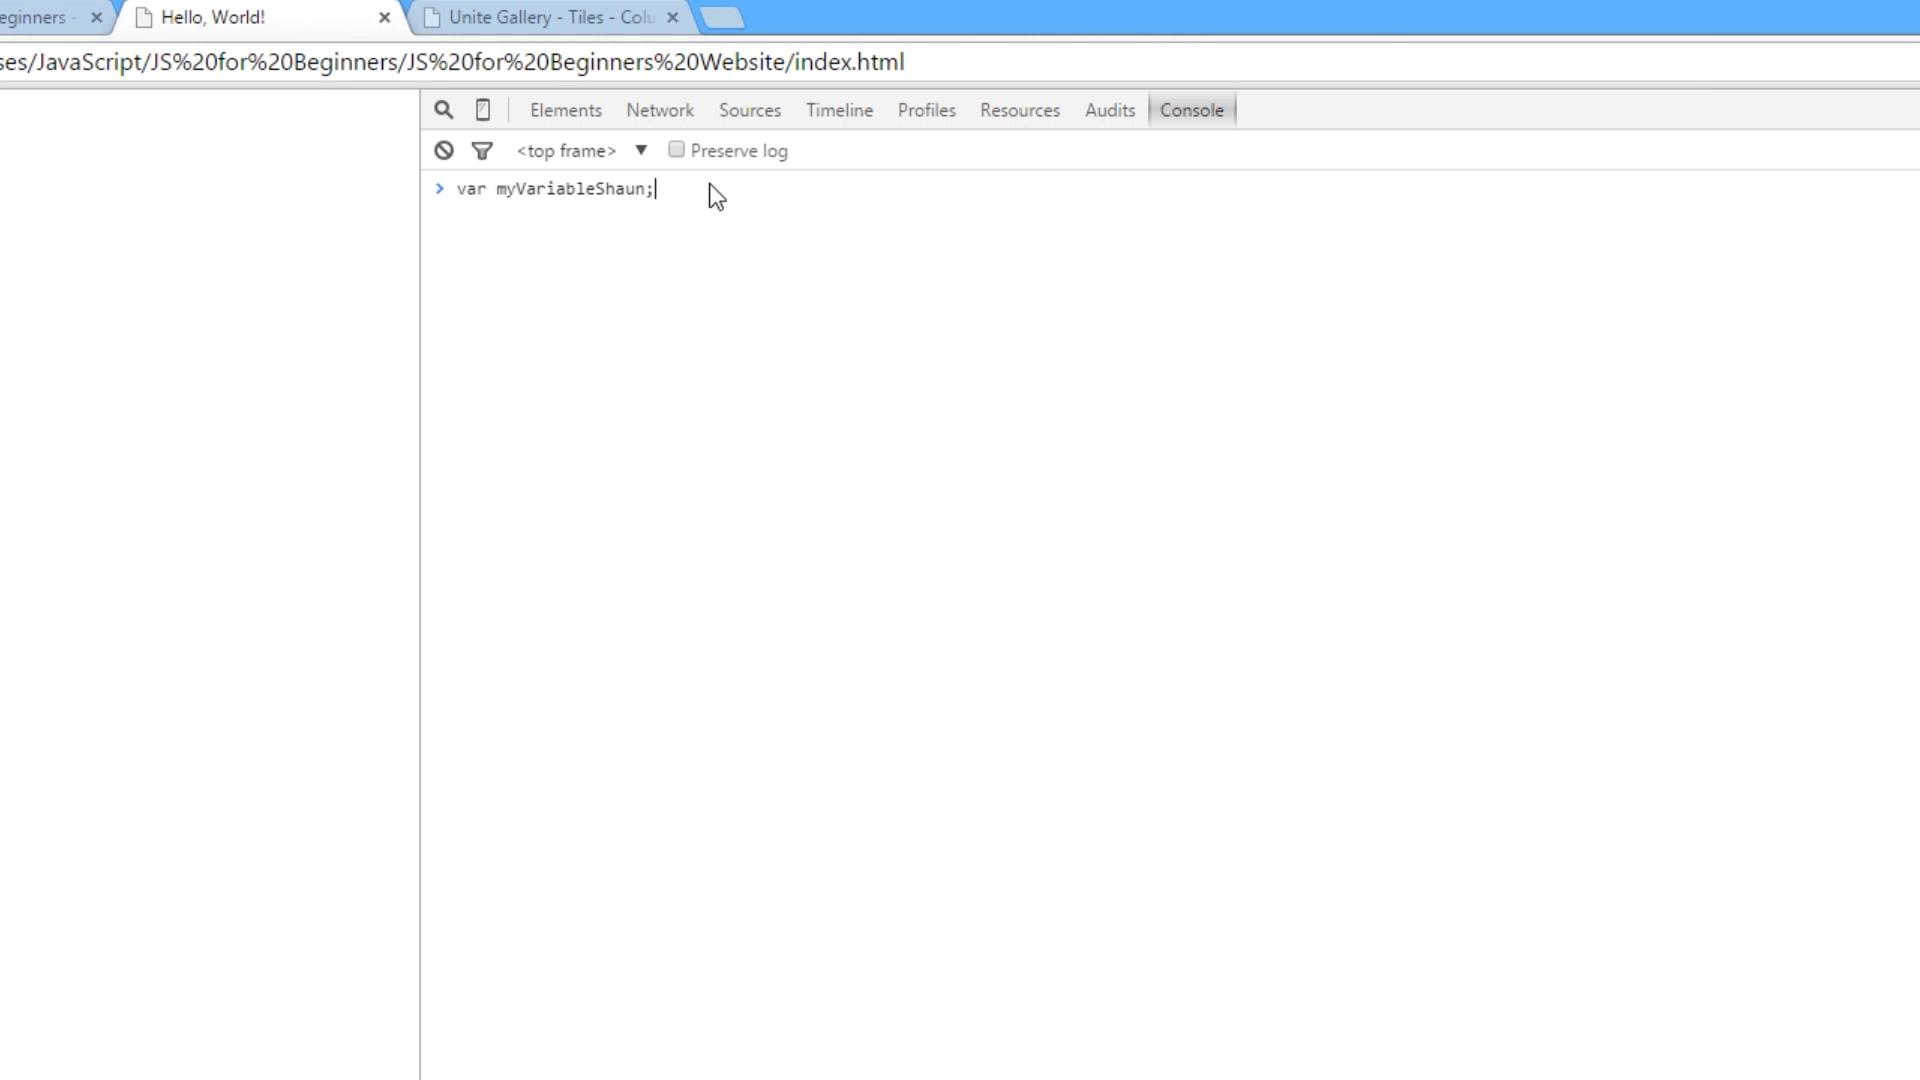 eginners - Hello, World! Unite Gallery - Tiles - Colu
ses/JavaScript/JS%20for%20Beginners/JS%20for%20Beginners%20Website/index.html
Elements Network Sources Timeline Profiles Resources Audits Console
<top frame> ▼ Preserve log
> var myVariableShaun;